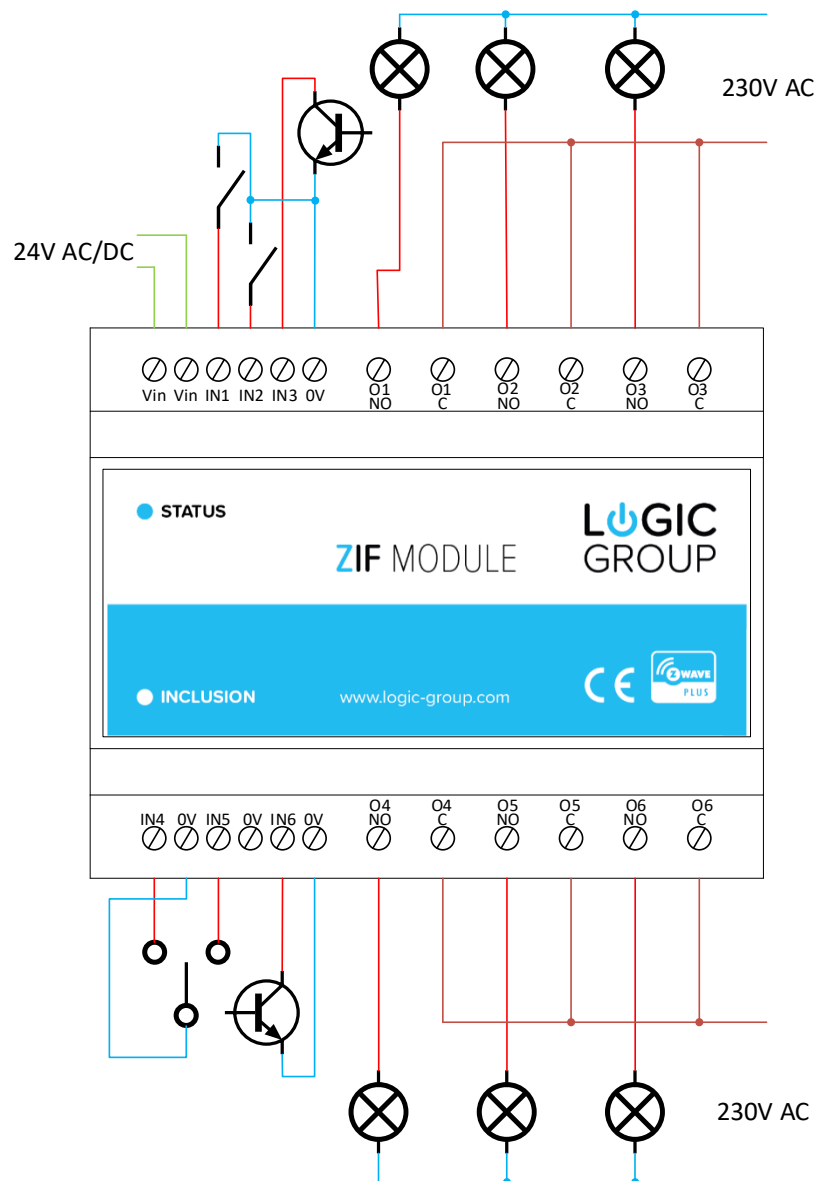 230V AC
24V AC/DC
Vin Vin IN1 IN2 IN3 0V O1 NO O1 C O2 NO O2 C O3 NO O3 C
STATUS
ZIF MODULE
LOGIC
GROUP
INCLUSION
www.logic-group.com
CE
Z WAVE
PLUS
IN4 0V IN5 0V IN6 0V O4 NO O4 C O5 NO O5 C O6 NO O6 C
230V AC